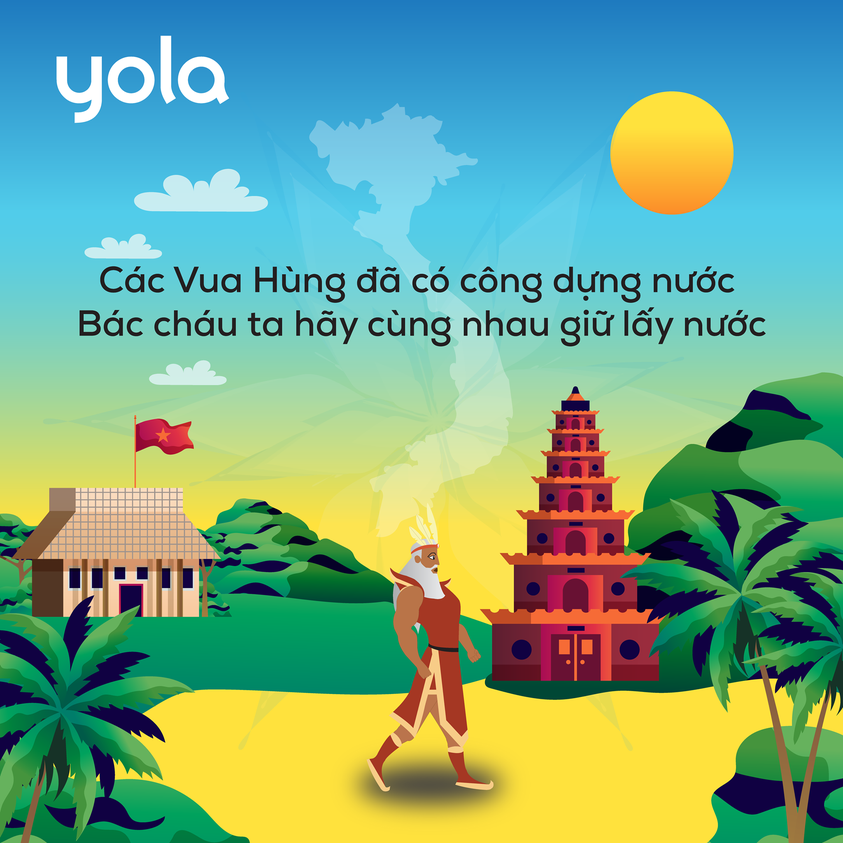 yola
Các Vua Hùng đã có công dựng nước
Bác cháu ta hãy cùng nhau giữ lấy nước